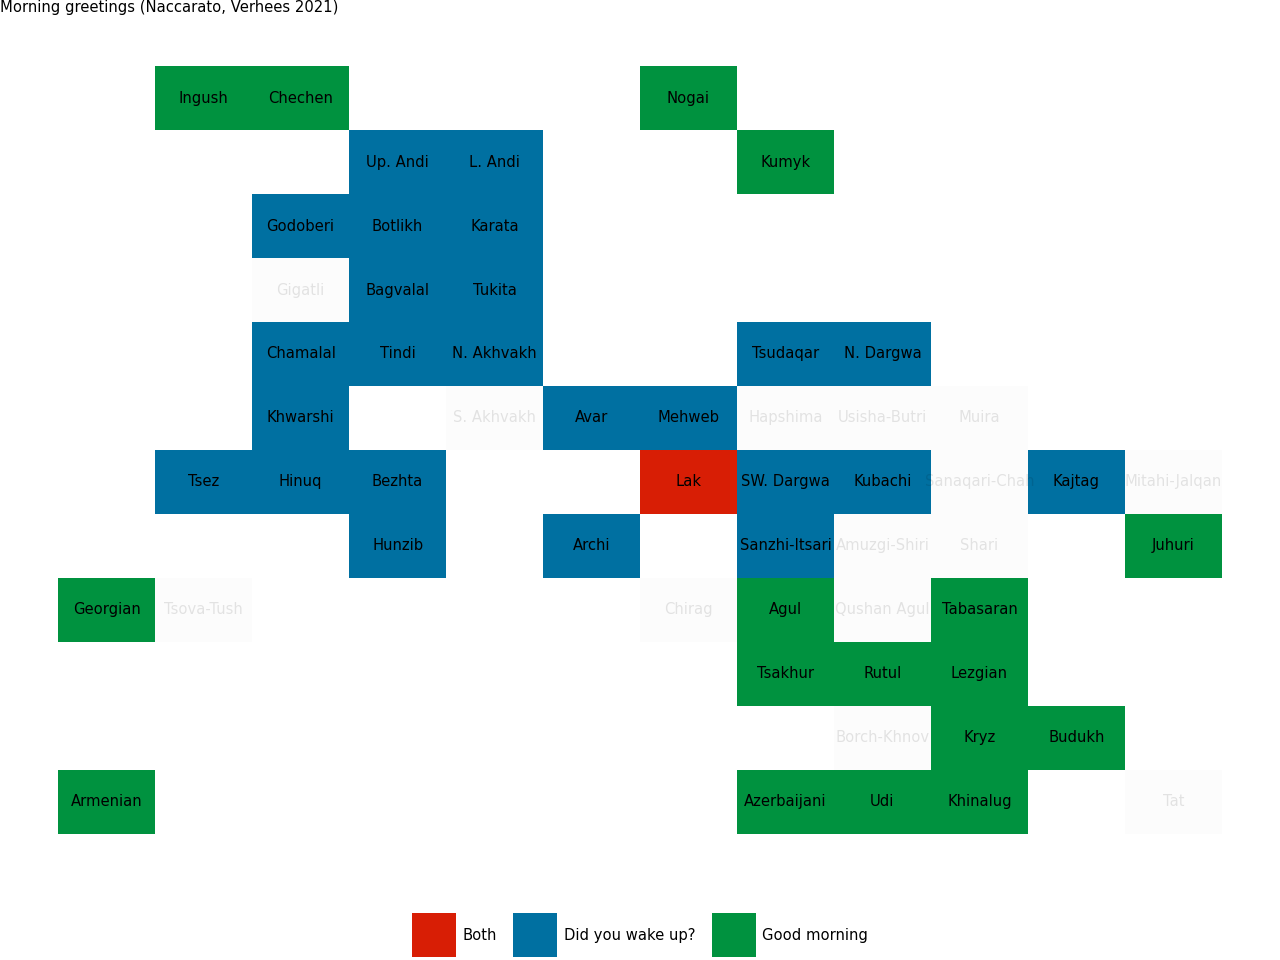 Morning greetings (Naccarato, Verhees 2021)
Ingush Chechen Nogai
Up. Andi L. Andi Kumyk
Godoberi Botlikh Karata
Gigatli Bagvalal Tukita
Chamalal Tindi N. Akhvakh Tsudaqar N. Dargwa
Khwarshi S. Akhvakh Avar Mehweb Hapshima Usisha-Butri Muira
Tsez Hinuq Bezhta Lak SW. Dargwa Kubachi Kajtag Mitahi-Jalqan
Hunzib Archi Sanzhi-Itsari Amuzgi-Shiri Shari Juhuri
Georgian Tsova-Tush Chirag Agul Qushan Agul Tabasaran
Tsakhur Rutul Lezgian
Borch-Khnov Kryz Budukh
Armenian Azerbaijani Udi Khinalug Tat
Both Did you wake up? Good morning